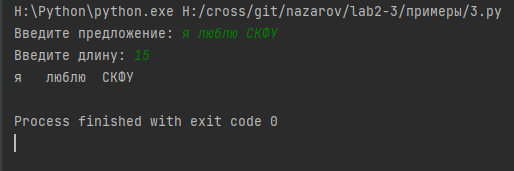 H:\Python\python.exe H:/cross/git/nazarov/lab2-3/примеры/3.py
Введите предложение: я люблю СКФУ
Введите длину: 15
я   люблю  СКФУ
Process finished with exit code 0